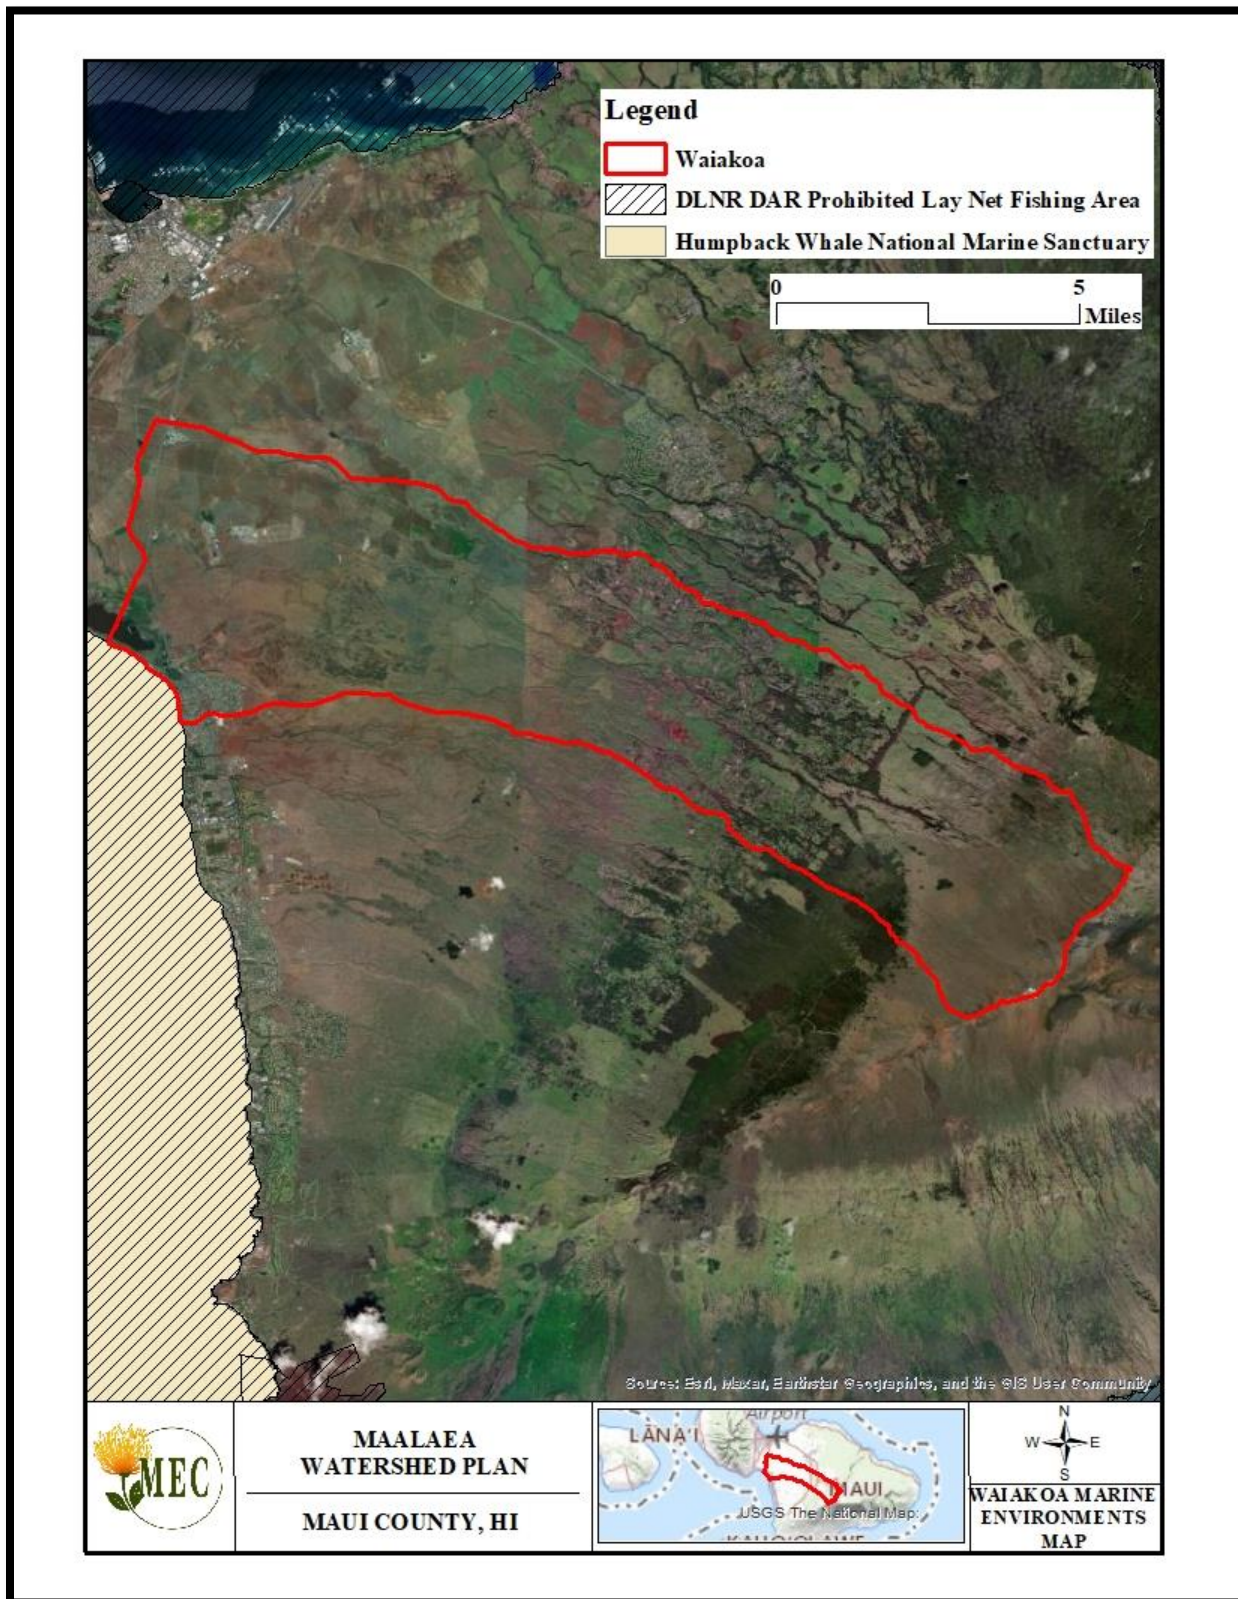 Legend
Waiakoa
DLNR DAR Prohibited Lay Net Fishing Area
Humpback Whale National Marine Sanctuary
0 5
Miles
Source: Esri, Maxar, Earthstar Geographics, and the GIS User Community
MEC
MAALAEA
WATERSHED PLAN
MAUI COUNTY, HI
Airport
LĀNAʻI
MAUI
USGS The National Map:
KAHOʻOLAWE
N
W E
S
WAIAKOA MARINE
ENVIRONMENTS
MAP